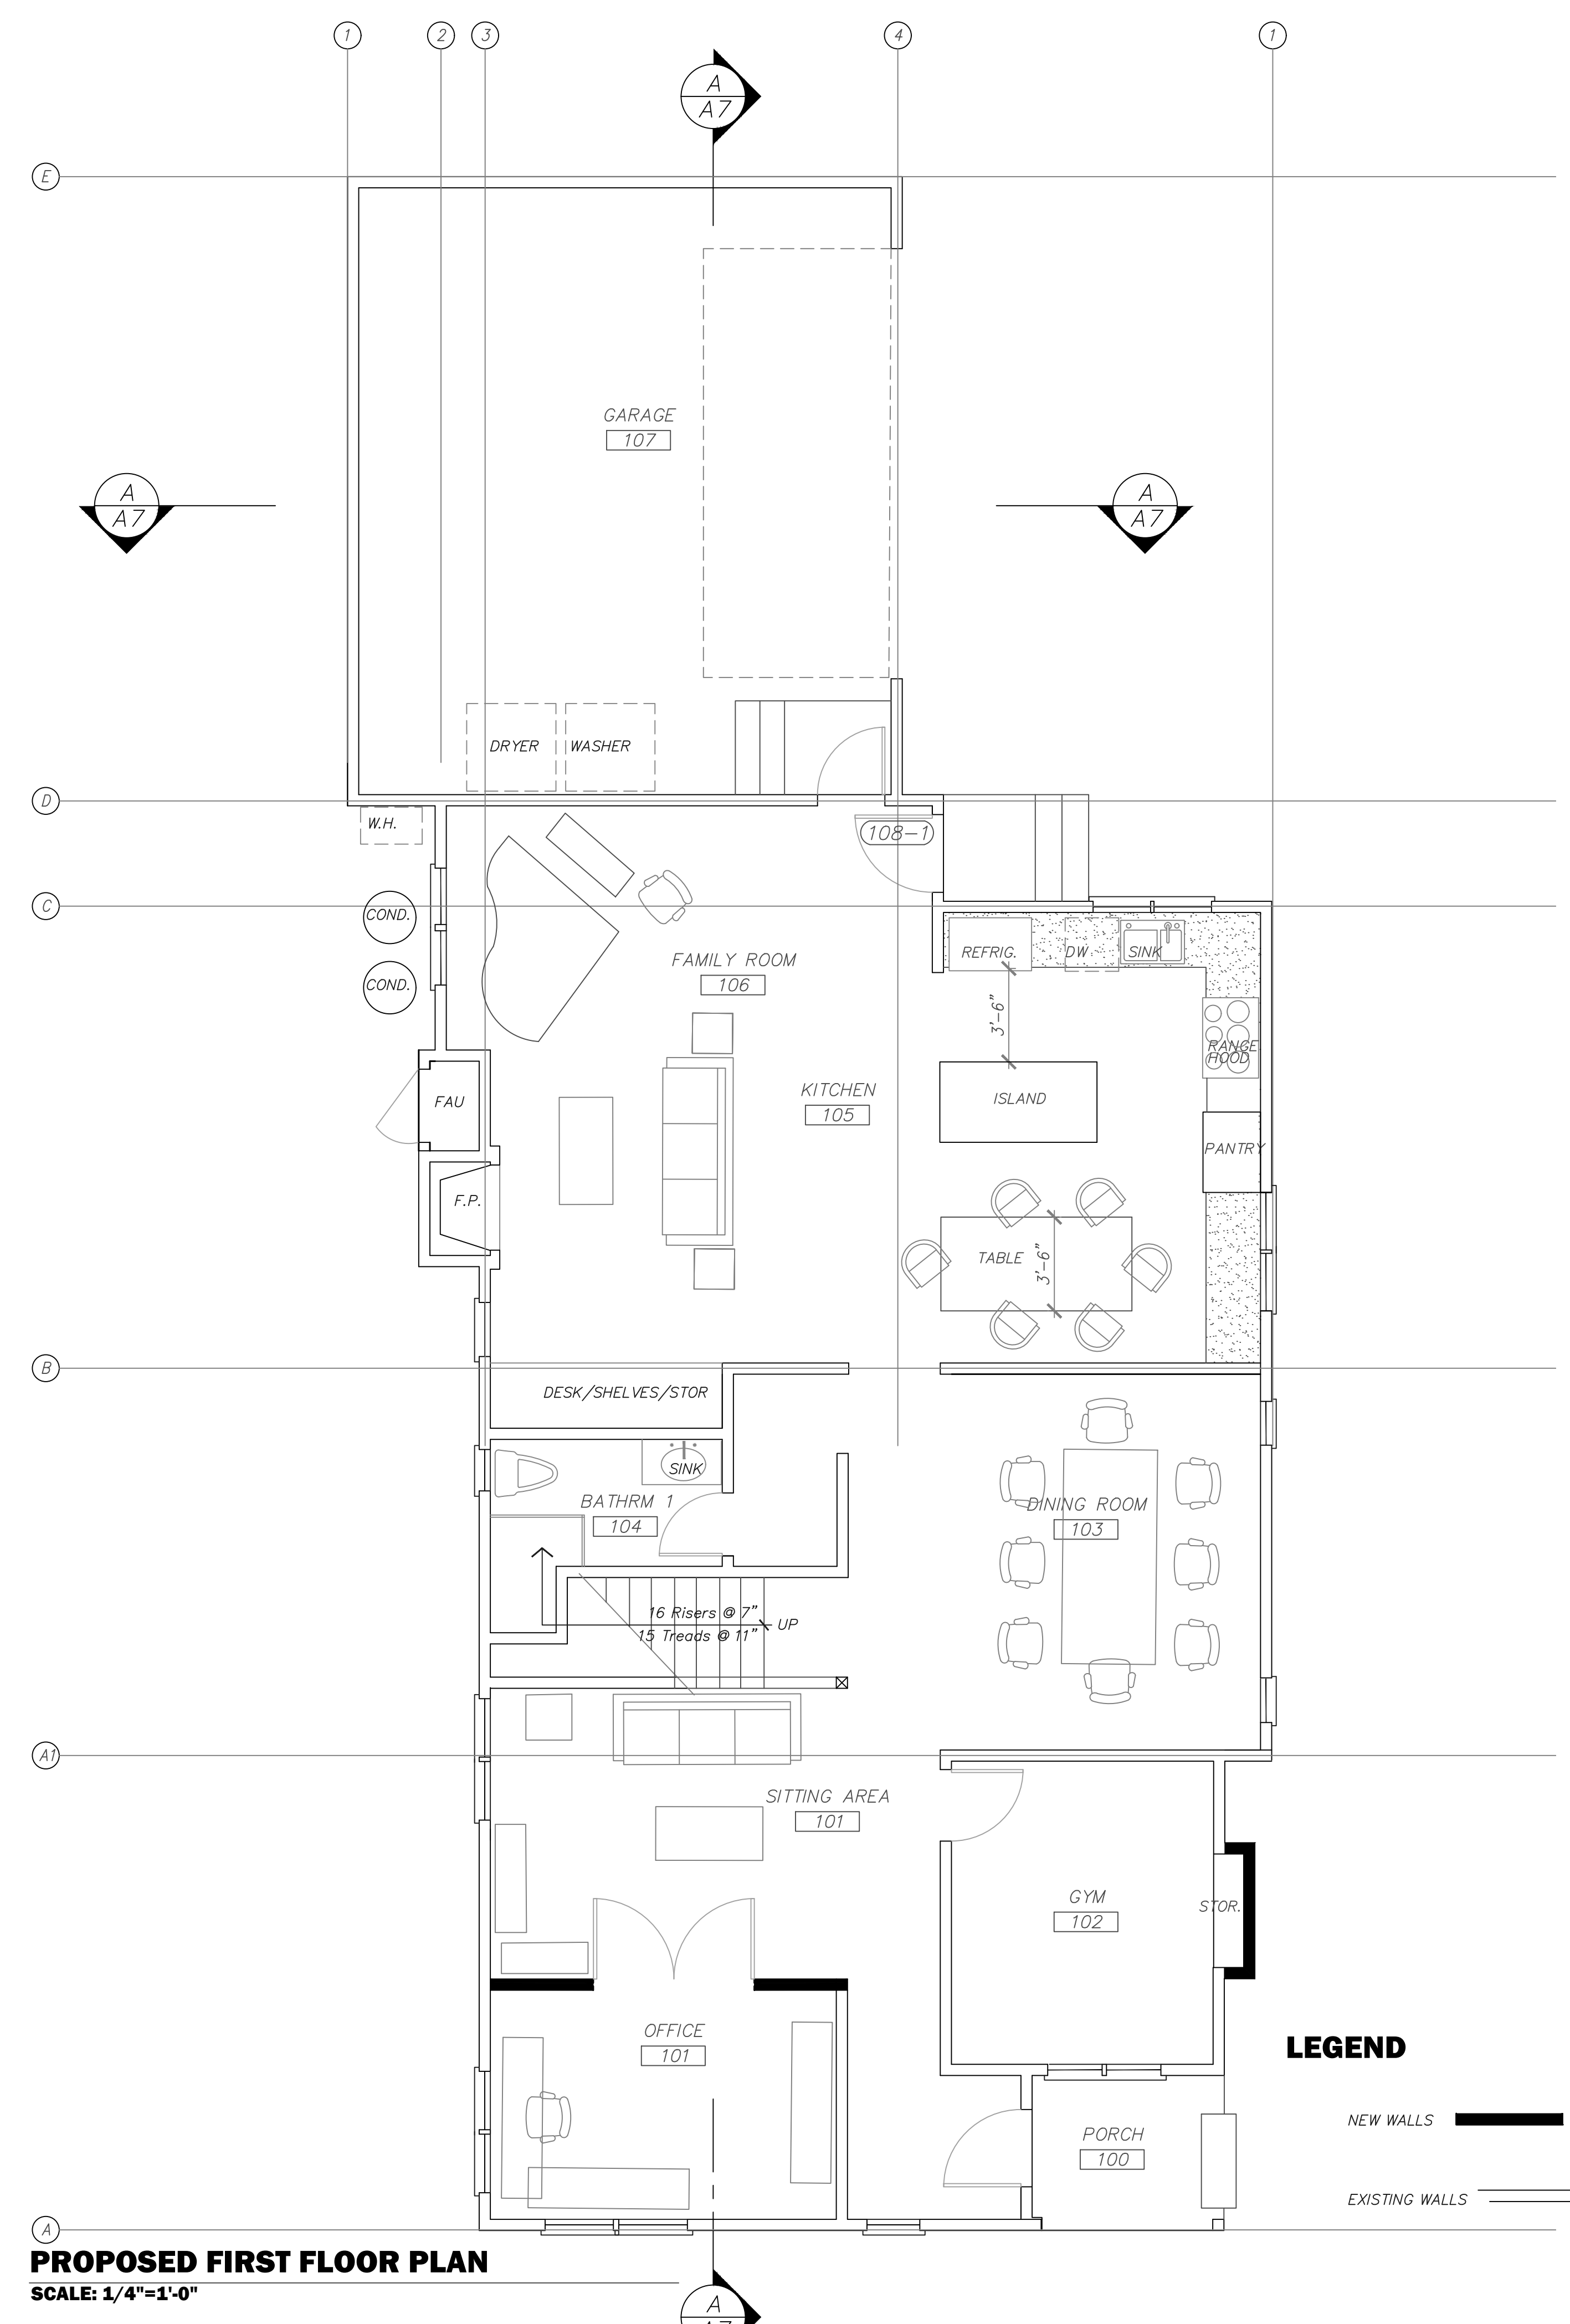 1
2
3
4
1
A
A7
E
GARAGE
107
A
A7
A
A7
DRYER
WASHER
D
W.H.
108-1
C
COND.
REFRIG.
DW
SINK
FAMILY ROOM
106
COND.
3'-6"
RANGE
HOOD
KITCHEN
105
FAU
ISLAND
PANTRY
F.P.
TABLE
3'-6"
B
DESK/SHELVES/STOR
SINK
BATHRM 1
104
DINING ROOM
103
16 Risers @ 7"
UP
15 Treads @ 11"
A1
SITTING AREA
101
GYM
102
STOR.
OFFICE
101
LEGEND
NEW WALLS
PORCH
100
EXISTING WALLS
A
PROPOSED FIRST FLOOR PLAN
SCALE: 1/4"=1'-0"
A